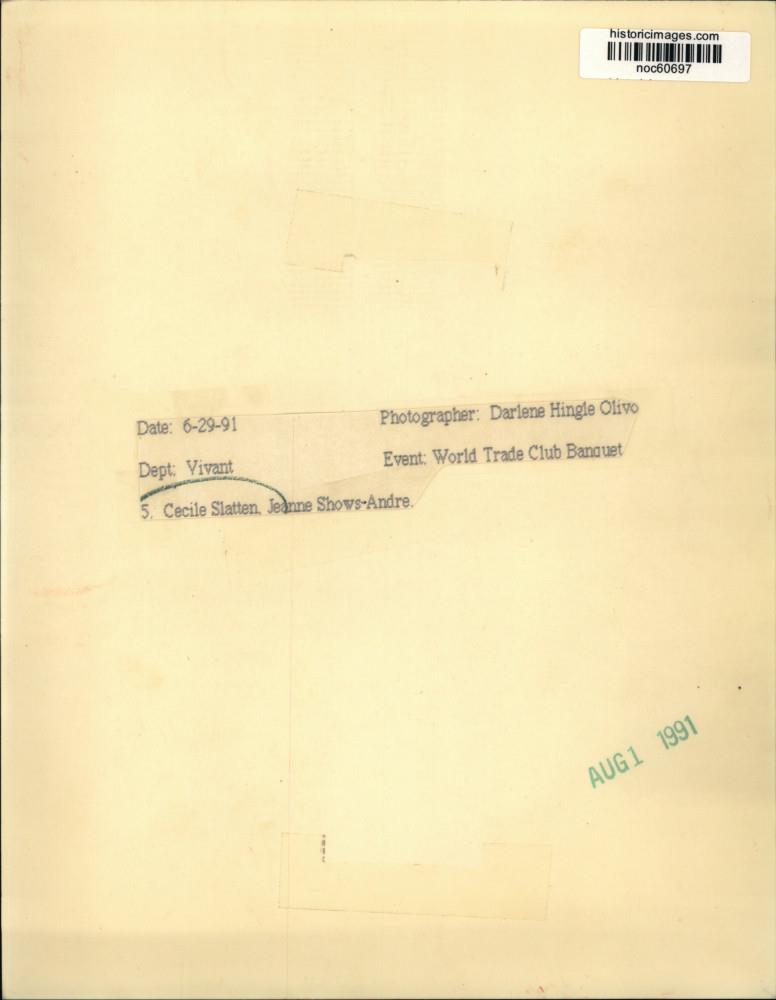 historicimages.com
noc60697
Date: 6-29-91
Photographer: Darlene Hingle Olivo
Dept: Vivant
Event: World Trade Club Banquet
5. Cecile Slatten, Jeanne Shows-Andre.
AUG 1 1991